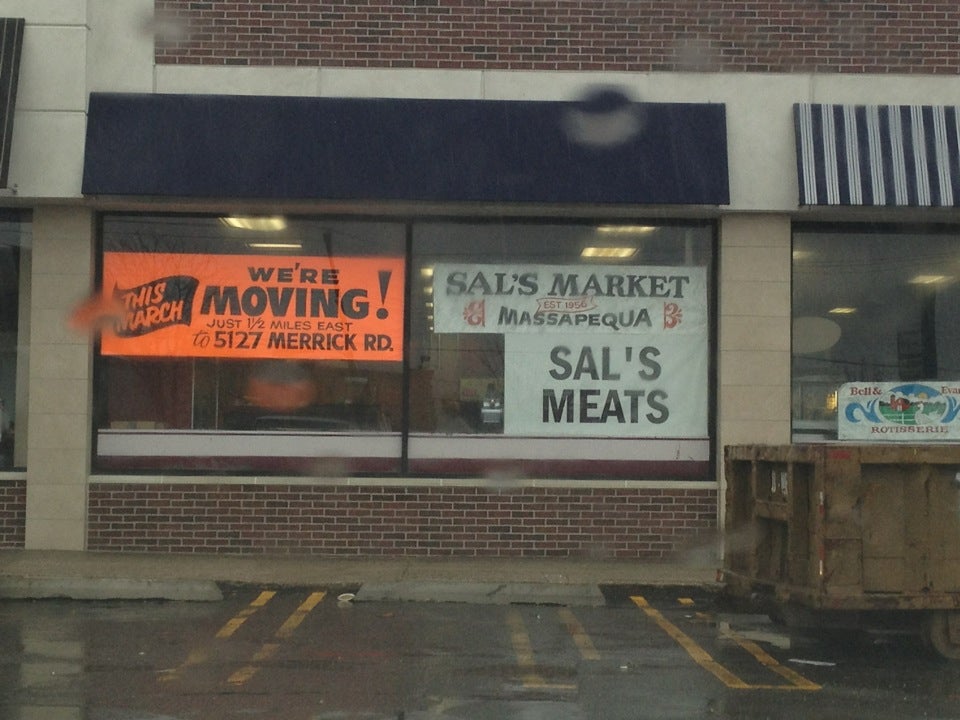 THIS
MARCH
WE'RE
MOVING!
JUST 1/2 MILES EAST
to 5127 MERRICK RD.
SAL'S MARKET
EST 1956
MASSAPEQUA
SAL'S
MEATS
Bell & Evan
ROTISSERIE